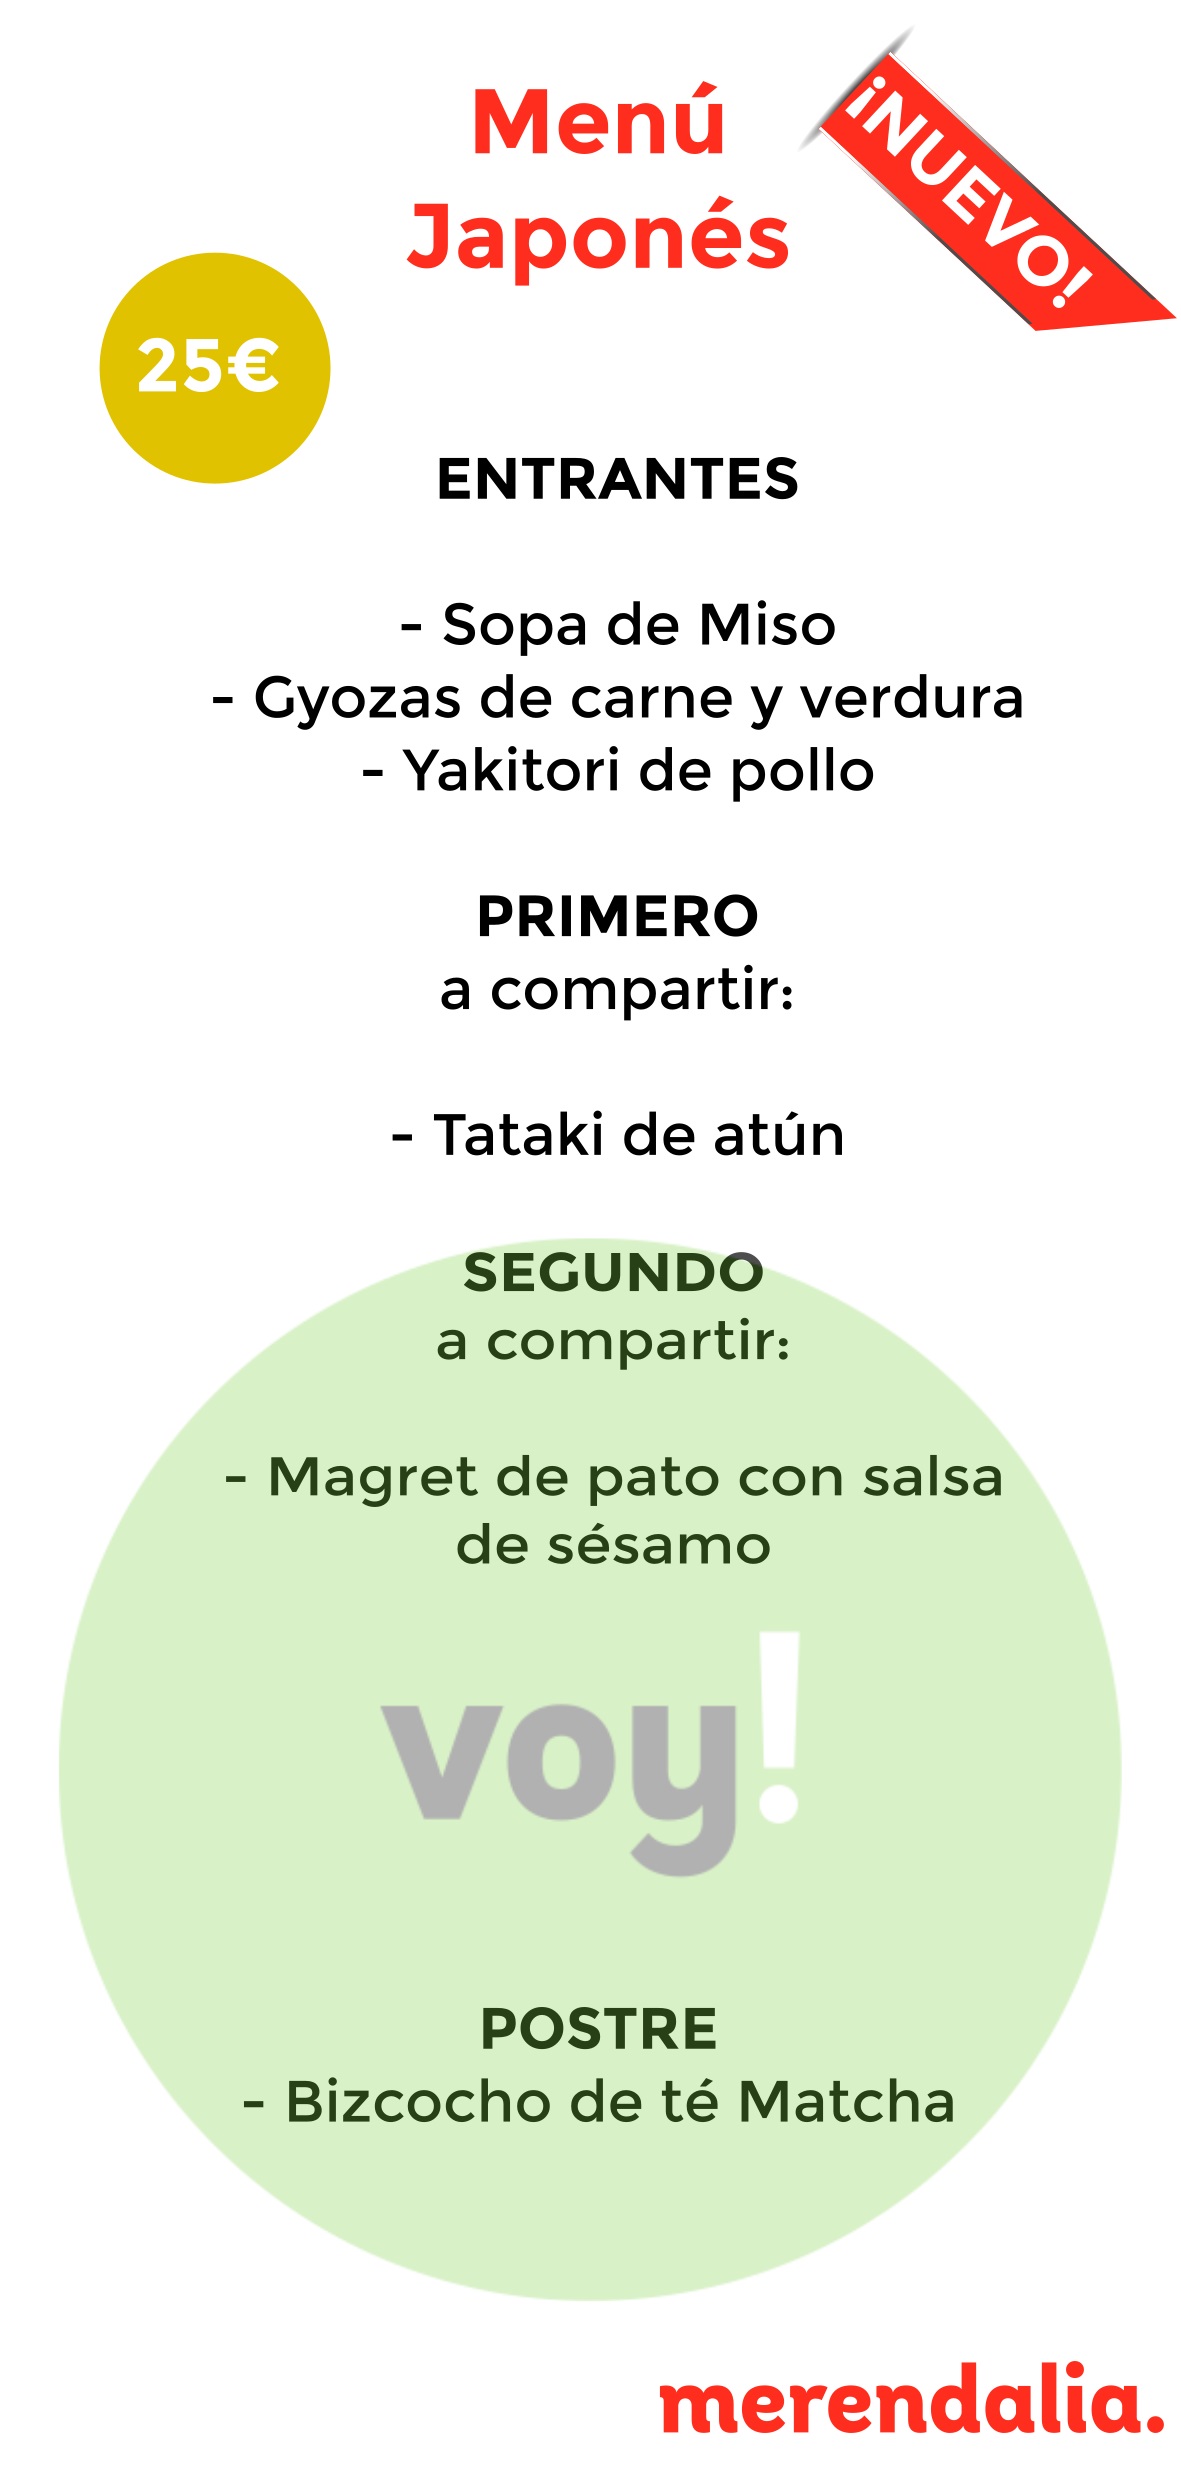 Menú
Japonés
¡NUEVO!
25€
ENTRANTES
- Sopa de Miso
- Gyozas de carne y verdura
- Yakitori de pollo
PRIMERO
a compartir:
- Tataki de atún
SEGUNDO
a compartir:
- Magret de pato con salsa
de sésamo
voy!
POSTRE
- Bizcocho de té Matcha
merendalia.